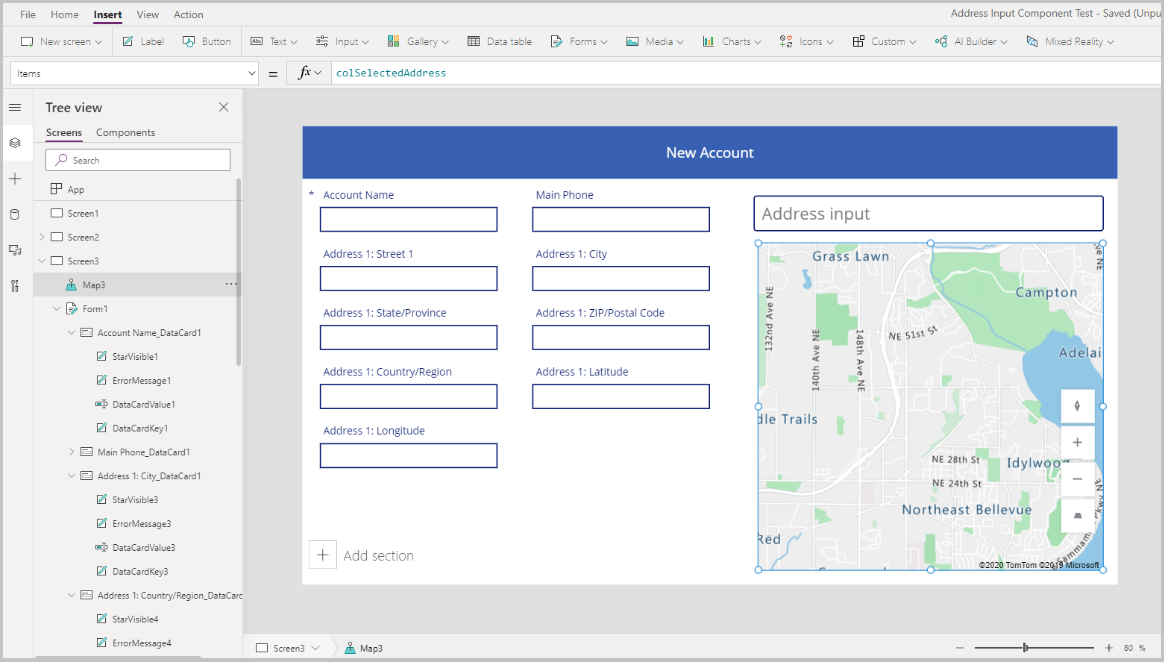 File Home Insert View Action Address Input Component Test - Saved (Unpu
New screen Label Button Text Input Gallery Data table Forms Media Charts Icons Custom AI Builder Mixed Reality
Items = fx colSelectedAddress
Tree view
Screens Components
Search
App
Screen1
Screen2
Screen3
Map3 ...
Form1
Account Name_DataCard1
StarVisible1
ErrorMessage1
DataCardValue1
DataCardKey1
Main Phone_DataCard1
Address 1: City_DataCard1
StarVisible3
ErrorMessage3
DataCardValue3
DataCardKey3
Address 1: Country/Region_DataCard
StarVisible4
ErrorMessage4
New Account
* Account Name Main Phone
Address 1: Street 1 Address 1: City
Address 1: State/Province Address 1: ZIP/Postal Code
Address 1: Country/Region Address 1: Latitude
Address 1: Longitude
Add section
Address input
Grass Lawn
Campton
132nd Ave NE
140th Ave NE
148th Ave NE
NE 51st St
Adelai
dle Trails
NE 28th St
Idylwood
NE 24th St
Northeast Bellevue
Red
©2020 TomTom ©2019 Microsoft
Screen3 Map3 80 %